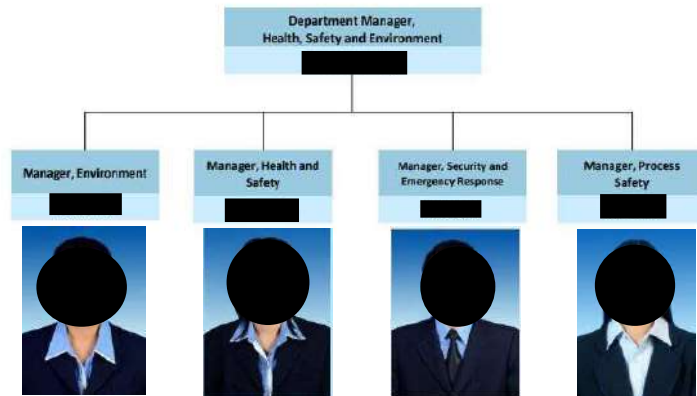 Department Manager,
Health, Safety and Environment
Manager, Environment
Manager, Health and
Safety
Manager, Security and
Emergency Response
Manager, Process
Safety